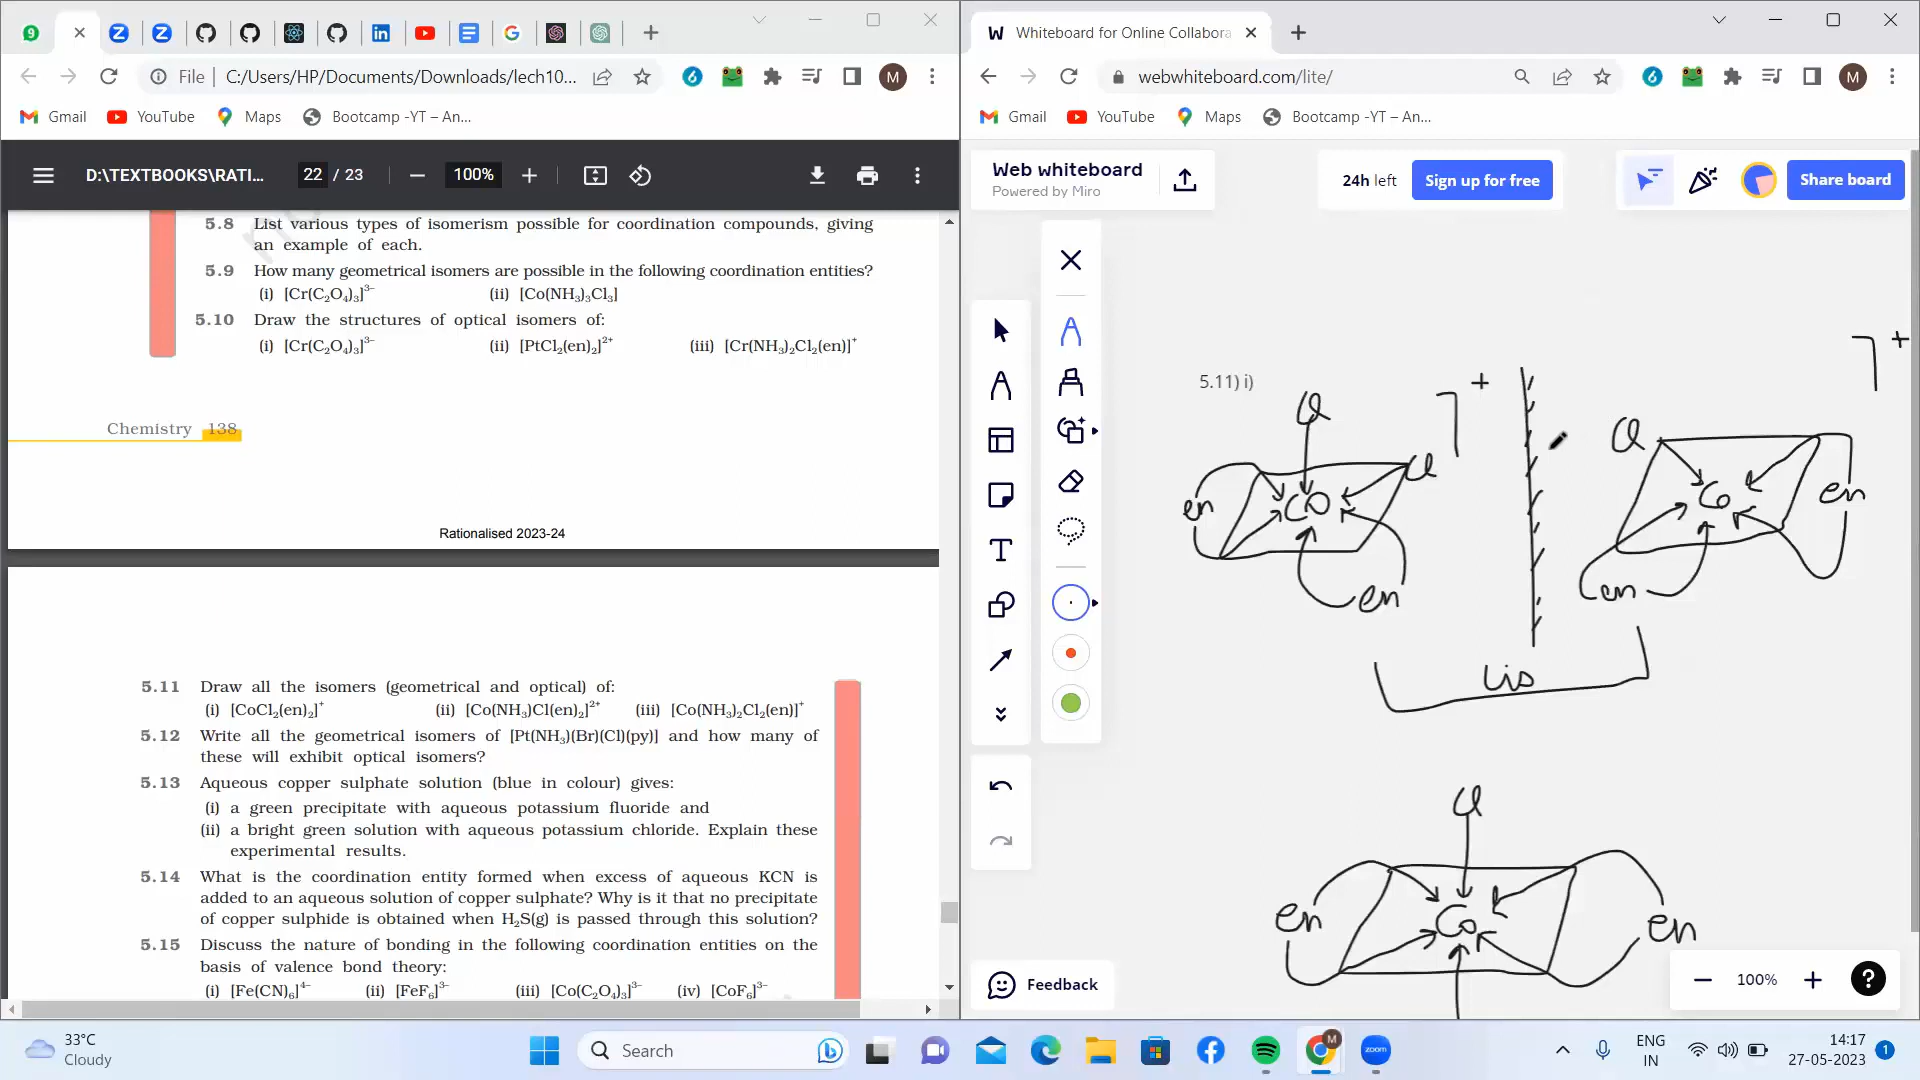 9
Whiteboard for Online Collabora
File C:/Users/HP/Documents/Downloads/lech10...
M
webwhiteboard.com/lite/
M
Gmail YouTube Maps Bootcamp -YT – An...
Gmail YouTube Maps Bootcamp -YT – An...
D:\TEXTBOOKS\RATI... 22 / 23 100%
Web whiteboard
Powered by Miro
24h left Sign up for free Share board
5.8 List various types of isomerism possible for coordination compounds, giving
an example of each.
5.9 How many geometrical isomers are possible in the following coordination entities?
(i) [Cr(C₂O₄)₃]³⁻ (ii) [Co(NH₃)₃Cl₃]
5.10 Draw the structures of optical isomers of:
(i) [Cr(C₂O₄)₃]³⁻ (ii) [PtCl₂(en)₂]²⁺ (iii) [Cr(NH₃)₂Cl₂(en)]⁺
Chemistry 138
Rationalised 2023-24
5.11 Draw all the isomers (geometrical and optical) of:
(i) [CoCl₂(en)₂]⁺ (ii) [Co(NH₃)Cl(en)₂]²⁺ (iii) [Co(NH₃)₂Cl₂(en)]⁺
5.12 Write all the geometrical isomers of [Pt(NH₃)(Br)(Cl)(py)] and how many of
these will exhibit optical isomers?
5.13 Aqueous copper sulphate solution (blue in colour) gives:
(i) a green precipitate with aqueous potassium fluoride and
(ii) a bright green solution with aqueous potassium chloride. Explain these
experimental results.
5.14 What is the coordination entity formed when excess of aqueous KCN is
added to an aqueous solution of copper sulphate? Why is it that no precipitate
of copper sulphide is obtained when H₂S(g) is passed through this solution?
5.15 Discuss the nature of bonding in the following coordination entities on the
basis of valence bond theory:
(i) [Fe(CN)₆]⁴⁻ (ii) [FeF₆]³⁻ (iii) [Co(C₂O₄)₃]³⁻ (iv) [CoF₆]³⁻
5.11) i)
+
+
Cl
Cl
Cl
en
CO
Co
en
en
en
Cis
Cl
en
Co
en
Feedback
100%
33°C
Cloudy
Search
zoom
ENG
IN
14:17
27-05-2023
1